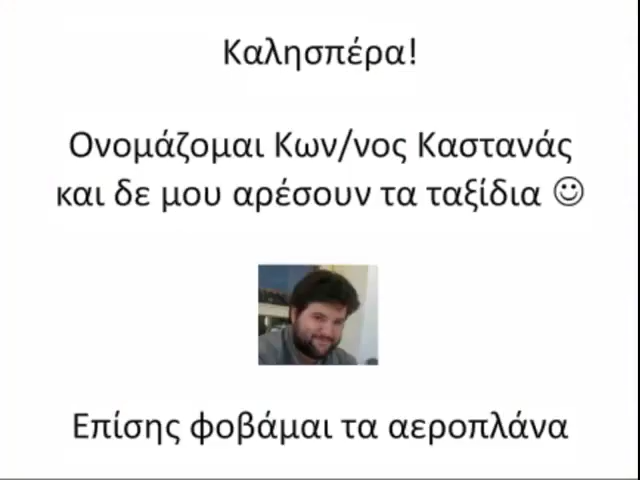 Καλησπέρα!
Ονομάζομαι Κων/νος Καστανάς
και δε μου αρέσουν τα ταξίδια ☺
Επίσης φοβάμαι τα αεροπλάνα